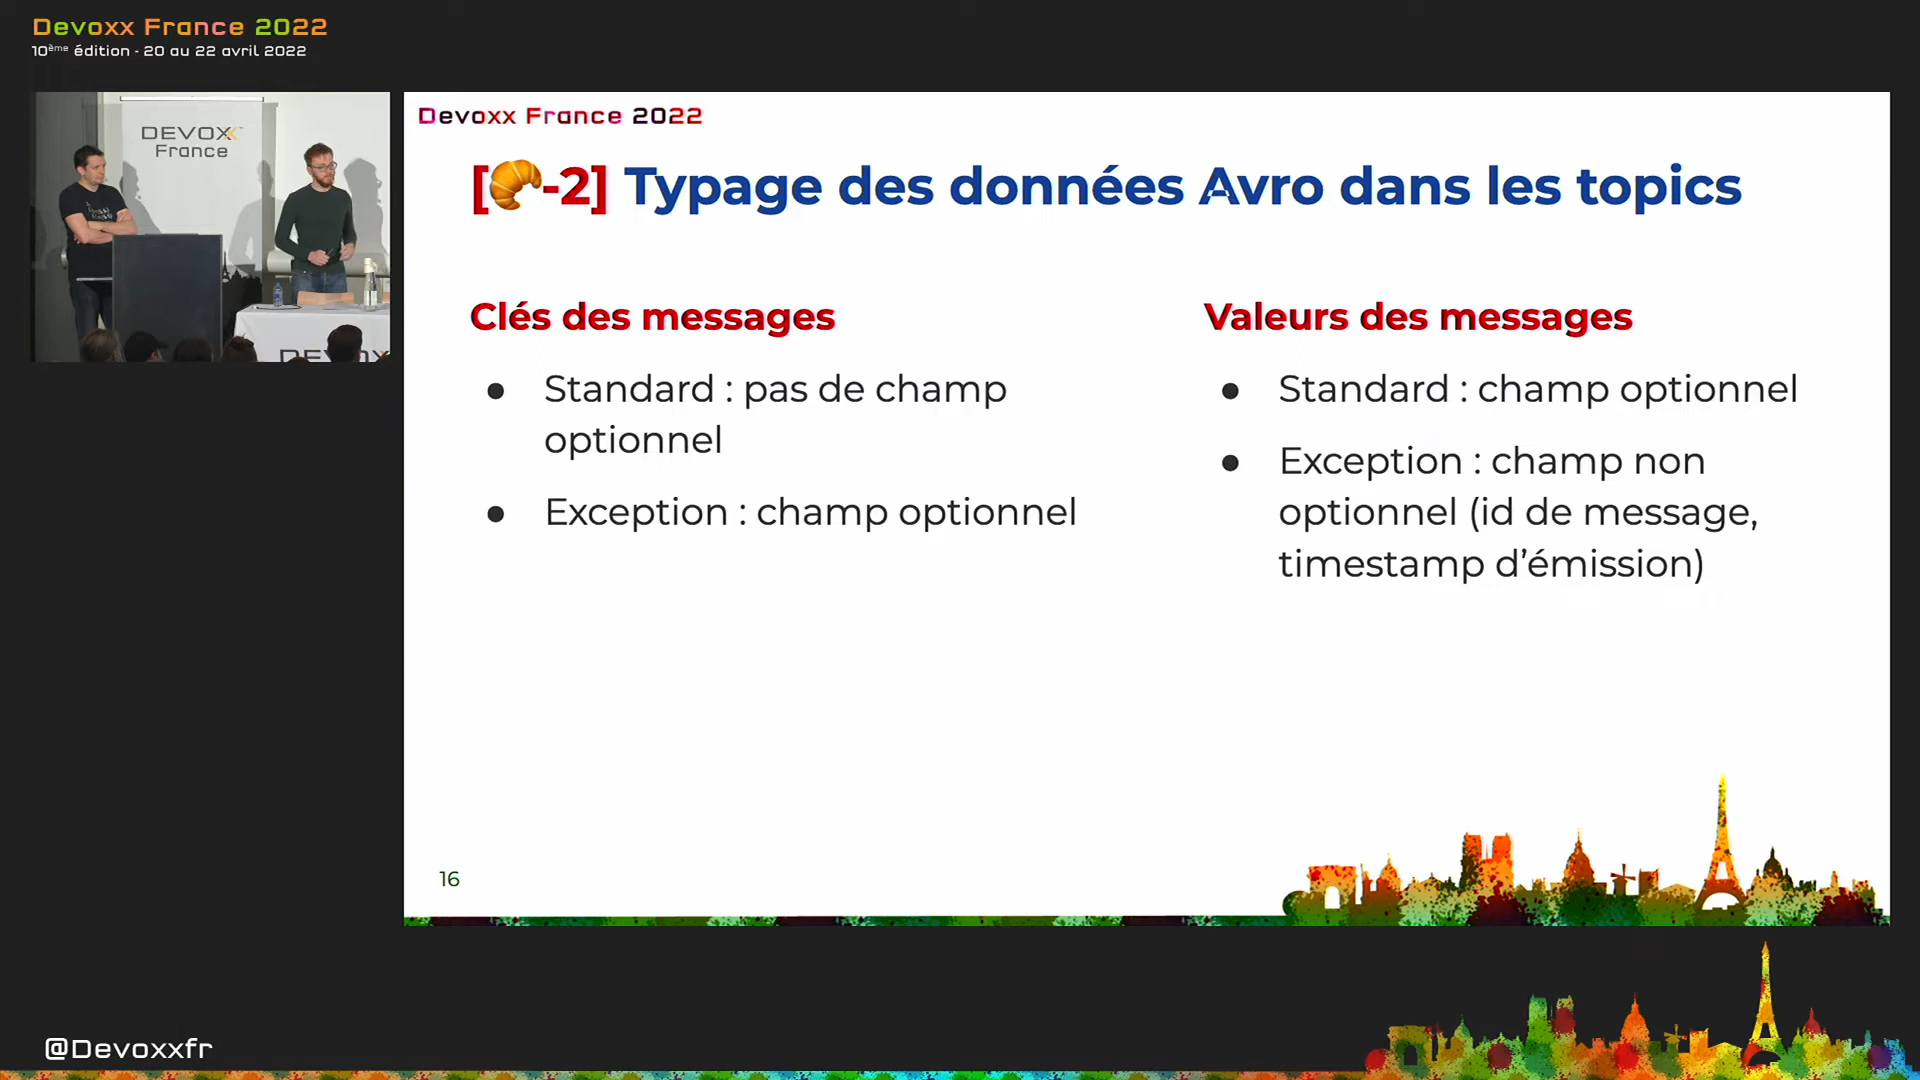 Devoxx France 2022
10ème édition - 20 au 22 avril 2022
DEVOXX
France
DEVOXX
Devoxx France 2022
[🥐-2] Typage des données Avro dans les topics
Clés des messages
● Standard : pas de champ
optionnel
● Exception : champ optionnel
Valeurs des messages
● Standard : champ optionnel
● Exception : champ non
optionnel (id de message,
timestamp d’émission)
16
@Devoxxfr